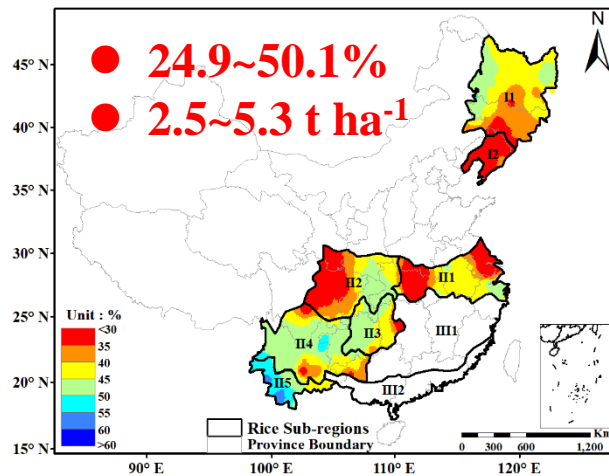 N
● 24.9~50.1%
● 2.5~5.3 t ha-1
45° N
40° N
35° N
30° N
25° N
20° N
15° N
I1
I2
II2
II1
II3
II4
III1
II5
III2
Unit : %
<30
35
40
45
50
55
60
>60
Rice Sub-regions
Province Boundary
0 300 600 1,200 Km
90° E 100° E 110° E 120° E